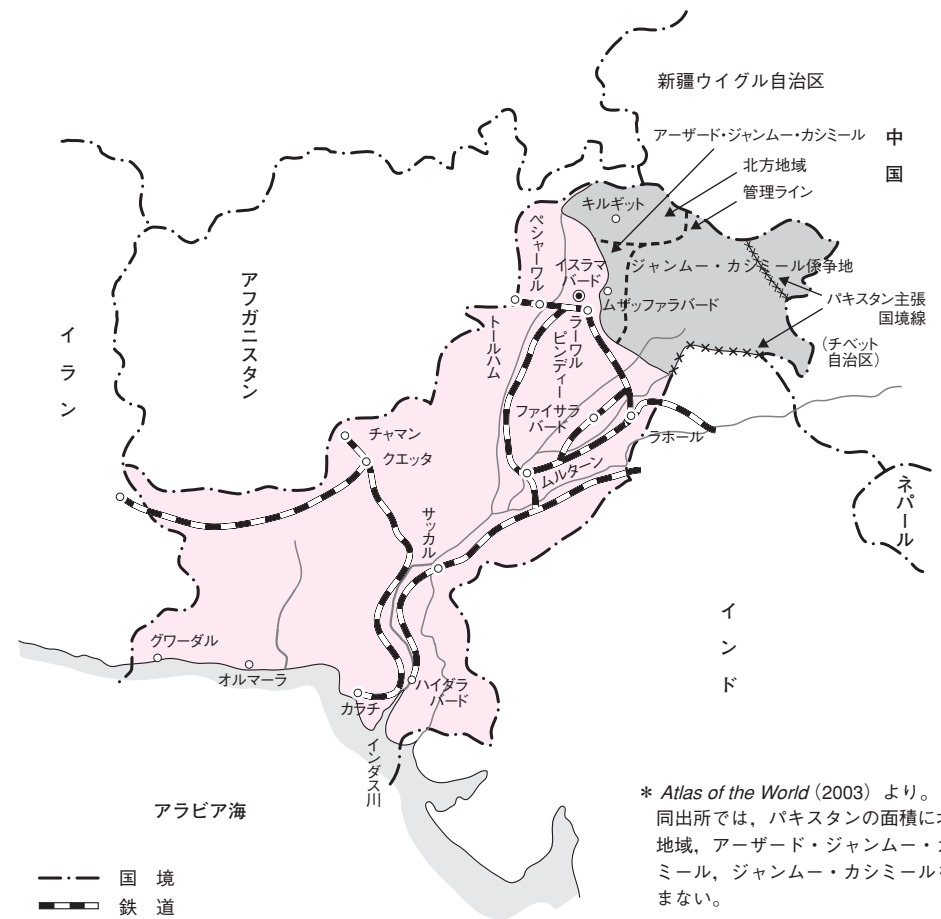 新疆ウイグル自治区
アーザード・ジャンムー・カシミール
中国
北方地域
管理ライン
キルギット
ペシャーワル
イスラマ
バード
ジャンムー・カシミール係争地
ムザッファラバード
パキスタン主張
国境線
(チベット
自治区)
アフガニスタン
イラン
トールハム
ラーワル
ピンディー
ファイサラ
バード
ラホール
チャマン
クエッタ
ムルターン
サッカル
ネパール
インド
グワーダル
オルマーラ
カラチ
ハイダラ
バード
インダス川
アラビア海
* Atlas of the World (2003) より。
同出所では,パキスタンの面積に
地域,アーザード・ジャンムー・
ミール,ジャンムー・カシミール
まない。
国境
鉄道